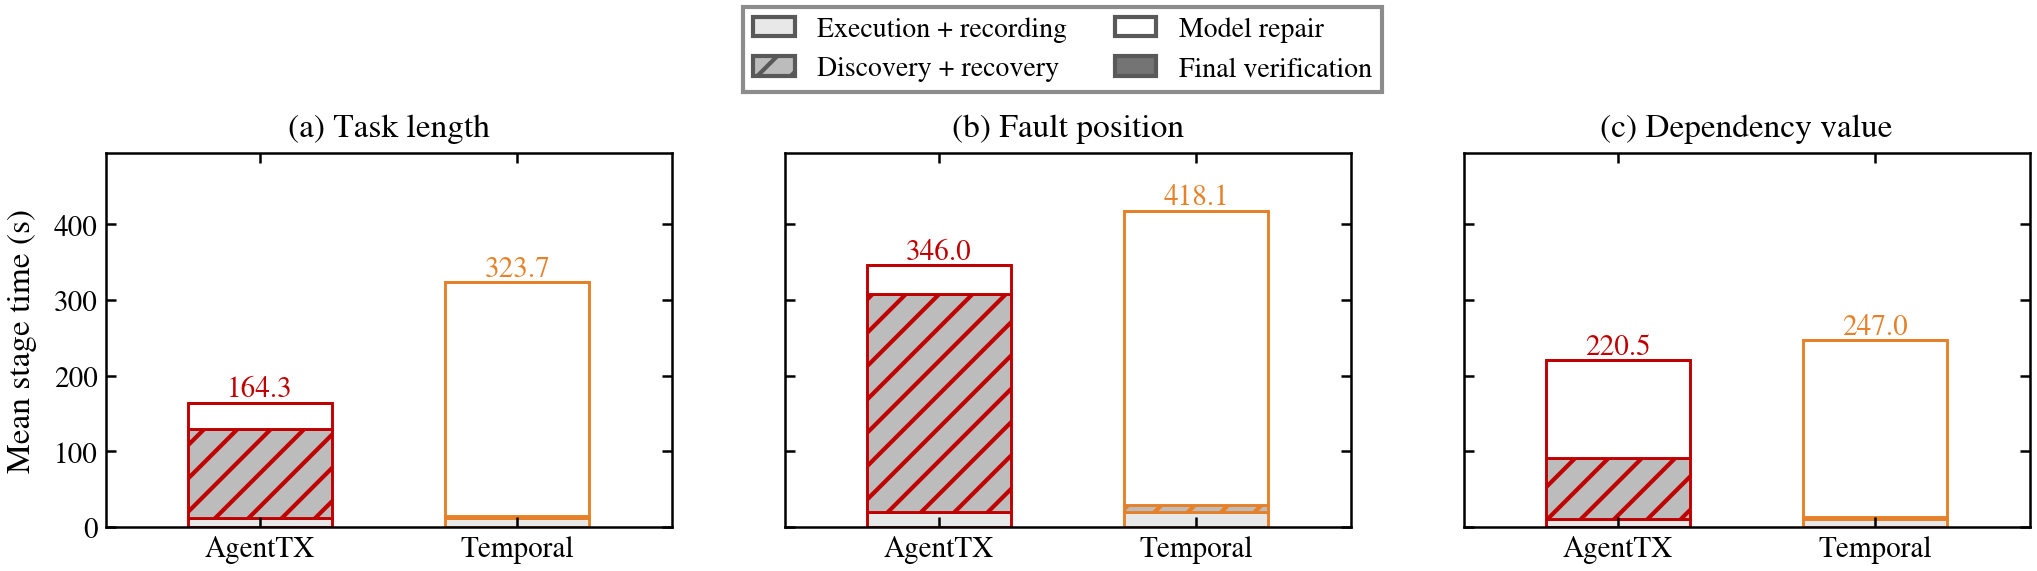 Execution + recording
Discovery + recovery
Model repair
Final verification
(a) Task length
(b) Fault position
(c) Dependency value
Mean stage time (s)
400
300
200
100
0
164.3
323.7
AgentTX
Temporal
346.0
418.1
AgentTX
Temporal
220.5
247.0
AgentTX
Temporal